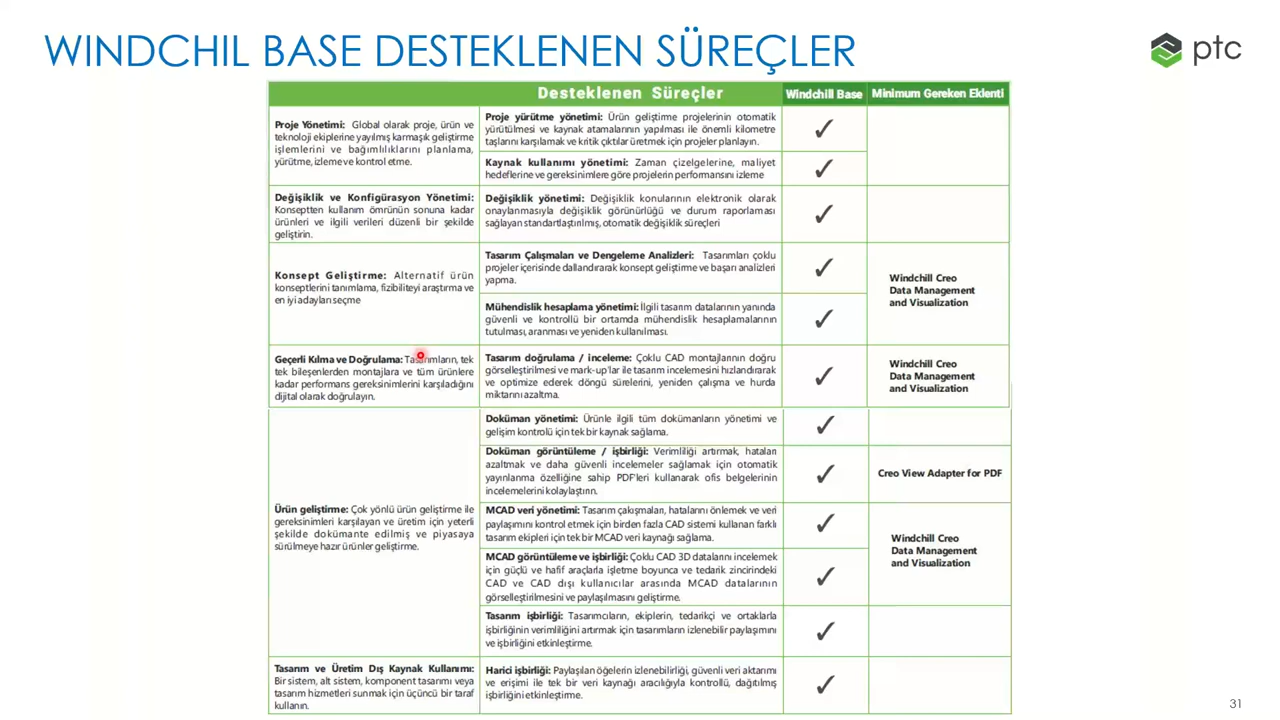 WINDCHIL BASE DESTEKLENEN SÜREÇLER
ptc
Desteklenen Süreçler
Windchill Base
Minimum Gereken Eklenti
Proje Yönetimi: Global olarak proje, ürün ve
teknoloji ekiplerine yayılmış karmaşık geliştirme
işlemlerini ve bağımlılıklarını planlama,
yürütme, izleme ve kontrol etme.
Proje yürütme yönetimi: Ürün geliştirme projelerinin otomatik
yürütülmesi ve kaynak atamalarının yapılması ile önemli kilometre
taşlarını karşılamak ve kritik çıktılar üretmek için projeler planlayın.
✓
Kaynak kullanımı yönetimi: Zaman çizelgelerine, maliyet
hedeflerine ve gereksinimlere göre projelerin performansını izleme
✓
Değişiklik ve Konfigürasyon Yönetimi:
Konseptten kullanım ömrünün sonuna kadar
ürünleri ve ilgili verileri düzenli bir şekilde
geliştirin.
Değişiklik yönetimi: Değişiklik konularının elektronik olarak
onaylanmasıyla değişiklik görünürlüğü ve durum raporlaması
sağlayan standartlaştırılmış, otomatik değişiklik süreçleri
✓
Konsept Geliştirme: Alternatif ürün
konseptlerini tanımlama, fizibiliteyi araştırma ve
en iyi adayları seçme
Tasarım Çalışmaları ve Dengeleme Analizleri: Tasarımları çoklu
projeler içerisinde dallandırarak konsept geliştirme ve başarı analizleri
yapma.
✓
Mühendislik hesaplama yönetimi: İlgili tasarım datalarının yanında
güvenli ve kontrollü bir ortamda mühendislik hesaplamalarının
tutulması, aranması ve yeniden kullanılması.
✓
Windchill Creo
Data Management
and Visualization
Geçerli Kılma ve Doğrulama: Tasarımların, tek
tek bileşenlerden montajlara ve tüm ürünlere
kadar performans gereksinimlerini karşıladığını
dijital olarak doğrulayın.
Tasarım doğrulama / inceleme: Çoklu CAD montajlarının doğru
görselleştirilmesi ve mark-up'lar ile tasarım incelemesini hızlandırarak
ve optimize ederek döngü sürelerini, yeniden çalışma ve hurda
miktarını azaltma.
✓
Windchill Creo
Data Management
and Visualization
Ürün geliştirme: Çok yönlü ürün geliştirme ile
gereksinimleri karşılayan ve üretim için yeterli
şekilde dokümante edilmiş ve piyasaya
sürülmeye hazır ürünler geliştirme.
Doküman yönetimi: Ürünle ilgili tüm dokümanların yönetimi ve
gelişim kontrolü için tek bir kaynak sağlama.
✓
Doküman görüntüleme / işbirliği: Verimliliği artırmak, hataları
azaltmak ve daha güvenli incelemeler sağlamak için otomatik
yayınlanma özelliğine sahip PDF'leri kullanarak ofis belgelerinin
incelemelerini kolaylaştırın.
✓
Creo View Adapter for PDF
MCAD veri yönetimi: Tasarım çakışmaları, hatalarını önlemek ve veri
paylaşımını kontrol etmek için birden fazla CAD sistemi kullanan farklı
tasarım ekipleri için tek bir MCAD veri kaynağı sağlama.
✓
MCAD görüntüleme ve işbirliği: Çoklu CAD 3D datalarını incelemek
için güçlü ve hafif araçlarla işletme boyunca ve tedarik zincirindeki
CAD ve CAD dışı kullanıcılar arasında MCAD datalarının
görselleştirilmesini ve paylaşılmasını geliştirme.
✓
Windchill Creo
Data Management
and Visualization
Tasarım işbirliği: Tasarımcıların, ekiplerin, tedarikçi ve ortaklarla
işbirliğinin verimliliğini artırmak için tasarımların izlenebilir paylaşımını
ve işbirliğini etkinleştirme.
✓
Tasarım ve Üretim Dış Kaynak Kullanımı:
Bir sistem, alt sistem, komponent tasarımı veya
tasarım hizmetleri sunmak için üçüncü bir taraf
kullanın.
Harici işbirliği: Paylaşılan öğelerin izlenebilirliği, güvenli veri aktarımı
ve erişimi ile tek bir veri kaynağı aracılığıyla kontrollü, dağıtılmış
işbirliğini etkinleştirme.
✓
31